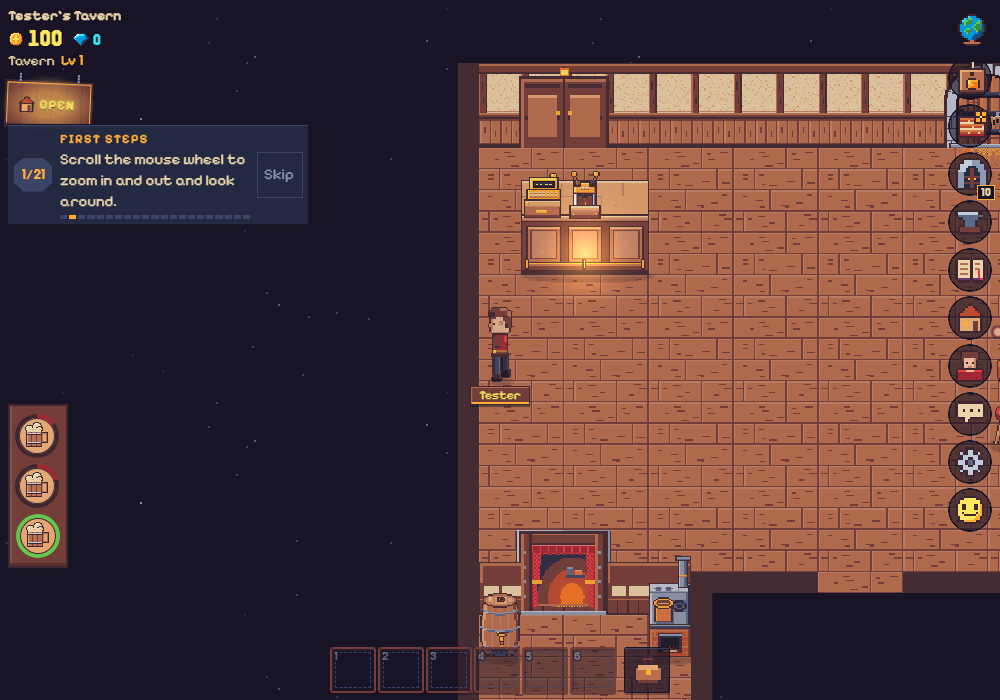 Tester's Tavern
100 0
Tavern Lv 1
OPEN
FIRST STEPS
1/21
Scroll the mouse wheel to
zoom in and out and look
around.
Skip
10
Tester
1 2 3 4 5 6